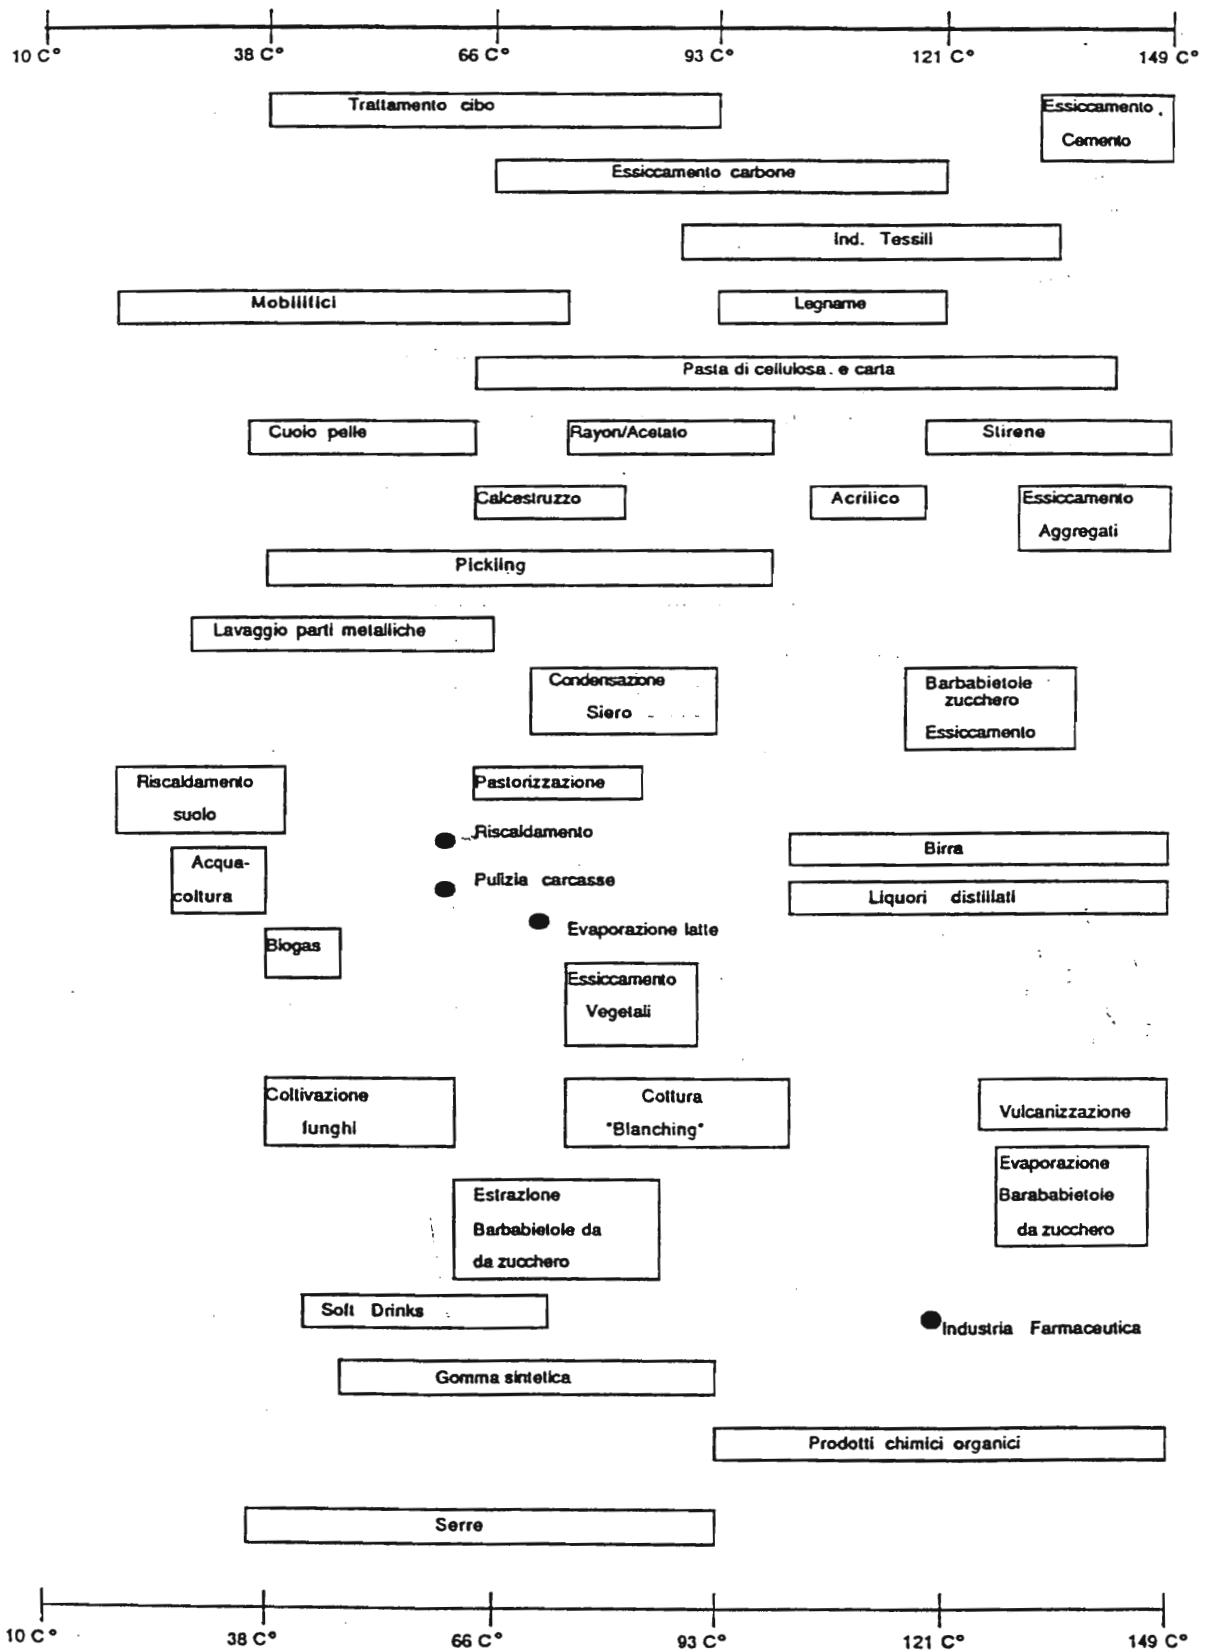 10 C° 38 C° 66 C° 93 C° 121 C° 149 C°
Trattamento cibo
Essiccamento
Cemento
Essiccamento carbone
Ind. Tessili
Mobilifici
Legname
Pasta di cellulosa. e carta
Cuoio pelle
Rayon/Acetato
Stirene
Calcestruzzo
Acrilico
Essiccamento
Aggregati
Pickling
Lavaggio parti metalliche
Condensazione
Siero
Barbabietole
zucchero
Essiccamento
Riscaldamento
suolo
Pastorizzazione
Riscaldamento
Birra
Acqua-
coltura
Pulizia carcasse
Liquori distillati
Evaporazione latte
Biogas
Essiccamento
Vegetali
Coltivazione
funghi
Cottura
"Blanching"
Vulcanizzazione
Evaporazione
Barababietole
da zucchero
Estrazione
Barbabietole da
da zucchero
Soft Drinks
Industria Farmaceutica
Gomma sintetica
Prodotti chimici organici
Serre
10 C° 38 C° 66 C° 93 C° 121 C° 149 C°